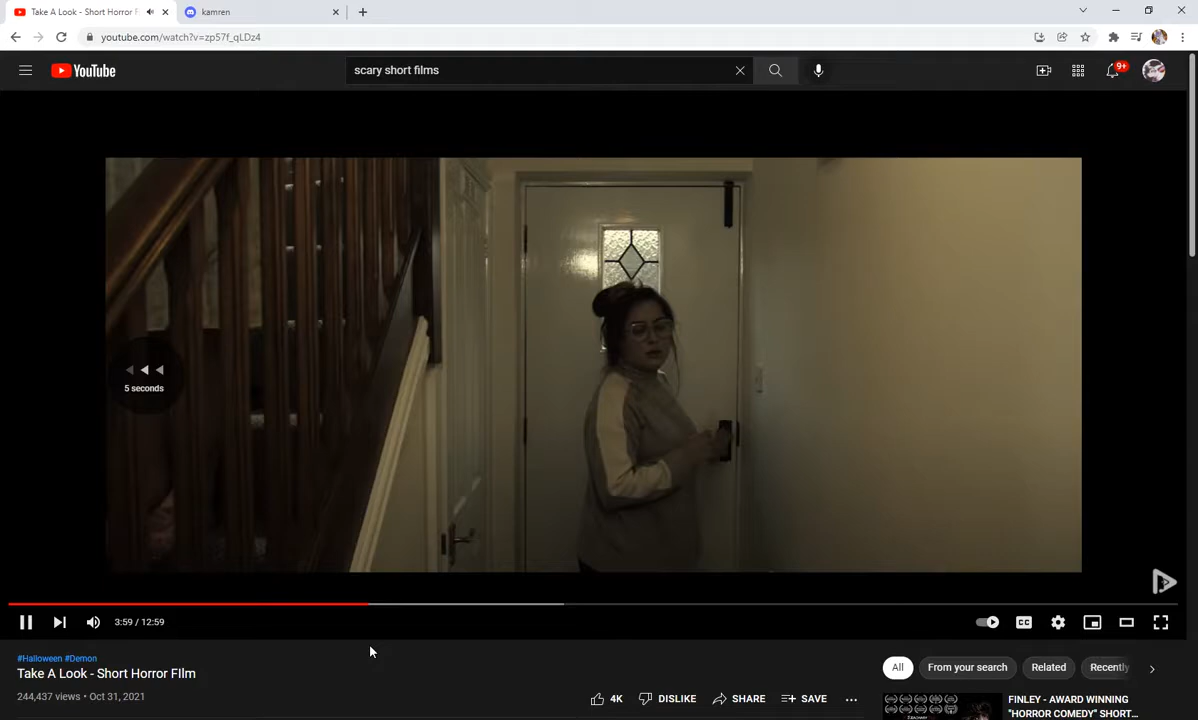 Take A Look - Short Horror F
kamren
youtube.com/watch?v=zp57f_qLDz4
YouTube
scary short films
9+
5 seconds
3:59 / 12:59
CC
#Halloween #Demon
Take A Look - Short Horror FIlm
244,437 views • Oct 31, 2021
4K
DISLIKE
SHARE
SAVE
All
From your search
Related
Recently
FINLEY - AWARD WINNING
"HORROR COMEDY" SHORT...